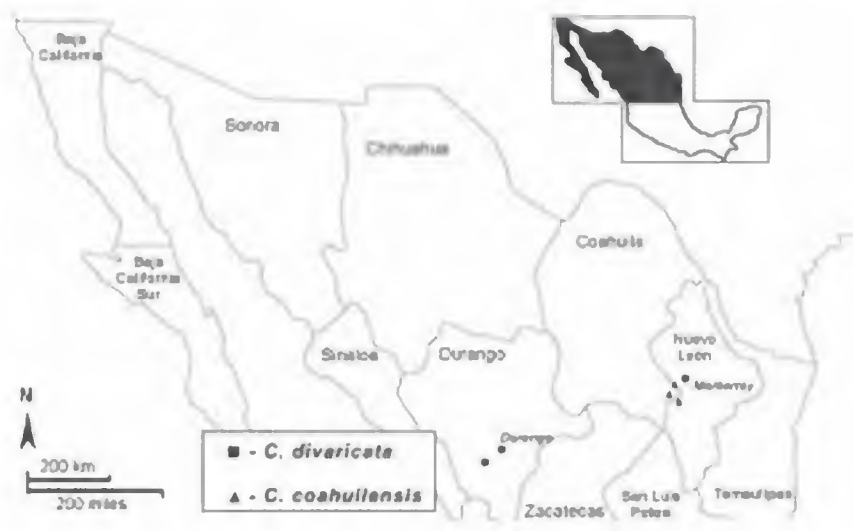 Baja
California
Sonora
Chihuahua
Coahuila
Baja
California
Sur
Sinaloa
Durango
Nuevo
León
Monterrey
N
Durango
200 km
200 miles
■ - C. divaricata
▲ - C. coahuilensis
Zacatecas
San Luis
Potosi
Tamaulipas